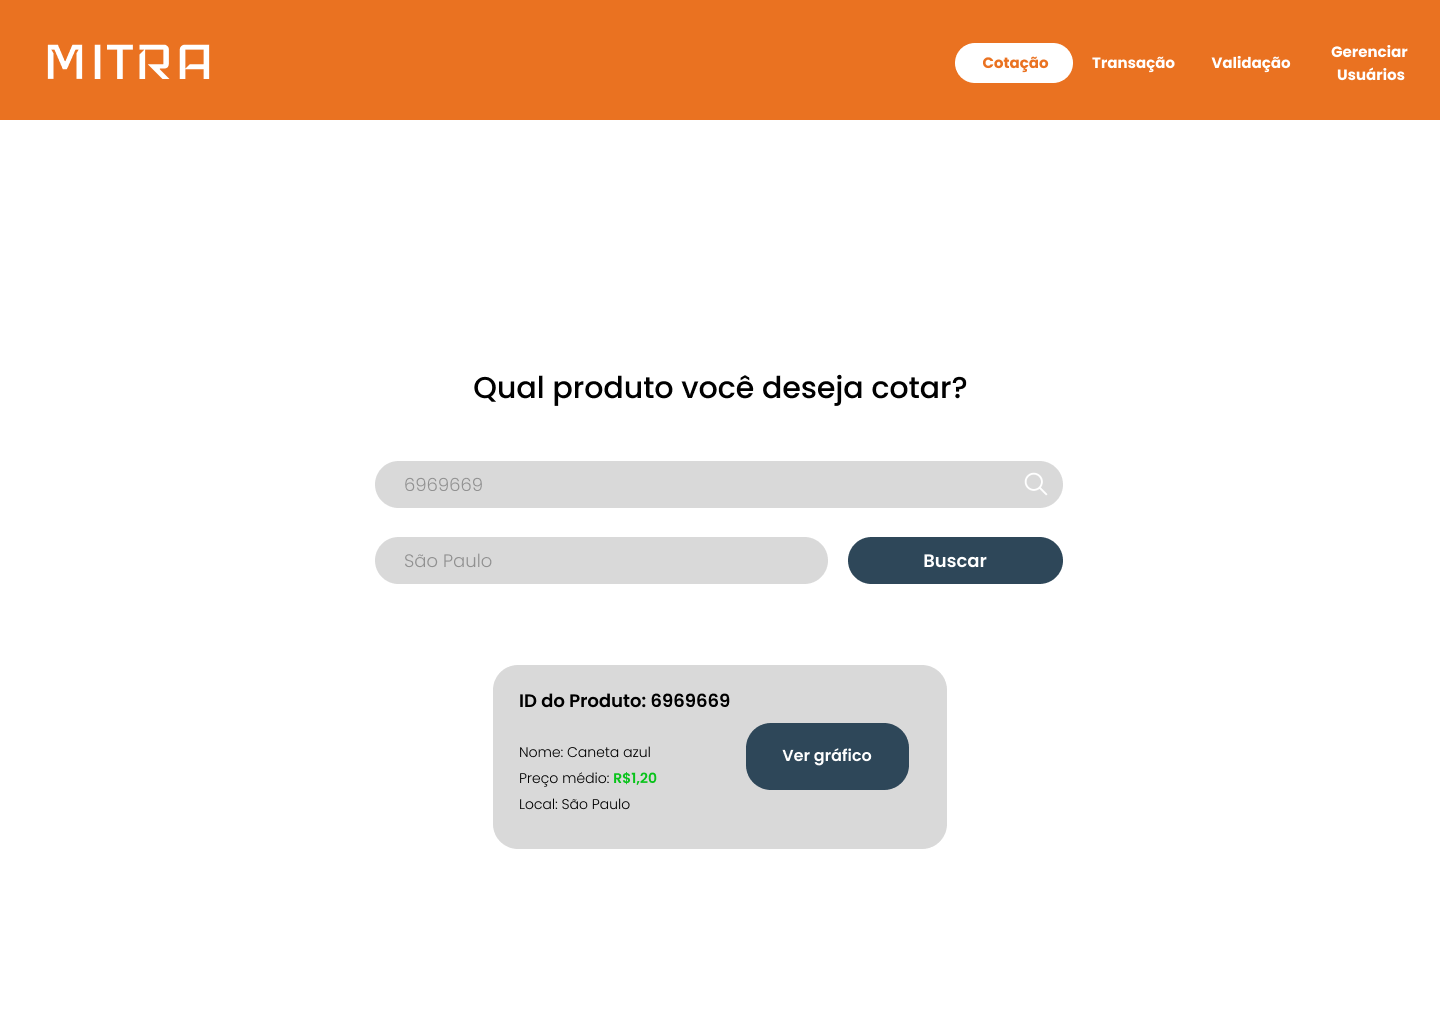 MITRA
Cotação
Transação
Validação
Gerenciar
Usuários
Qual produto você deseja cotar?
6969669
São Paulo
Buscar
ID do Produto: 6969669
Nome: Caneta azul
Preço médio: R$1,20
Local: São Paulo
Ver gráfico